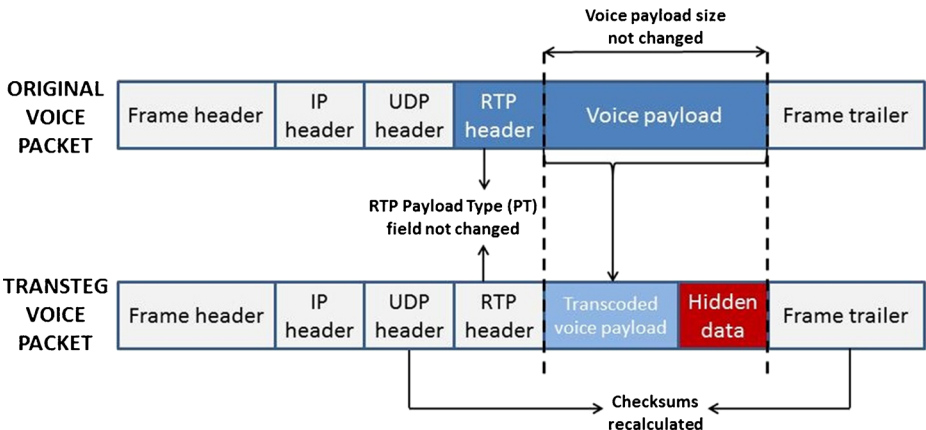 Voice payload size
not changed
ORIGINAL
VOICE
PACKET
Frame header
IP
header
UDP
header
RTP
header
Voice payload
Frame trailer
RTP Payload Type (PT)
field not changed
TRANSTEG
VOICE
PACKET
Frame header
IP
header
UDP
header
RTP
header
Transcoded
voice payload
Hidden
data
Frame trailer
Checksums
recalculated